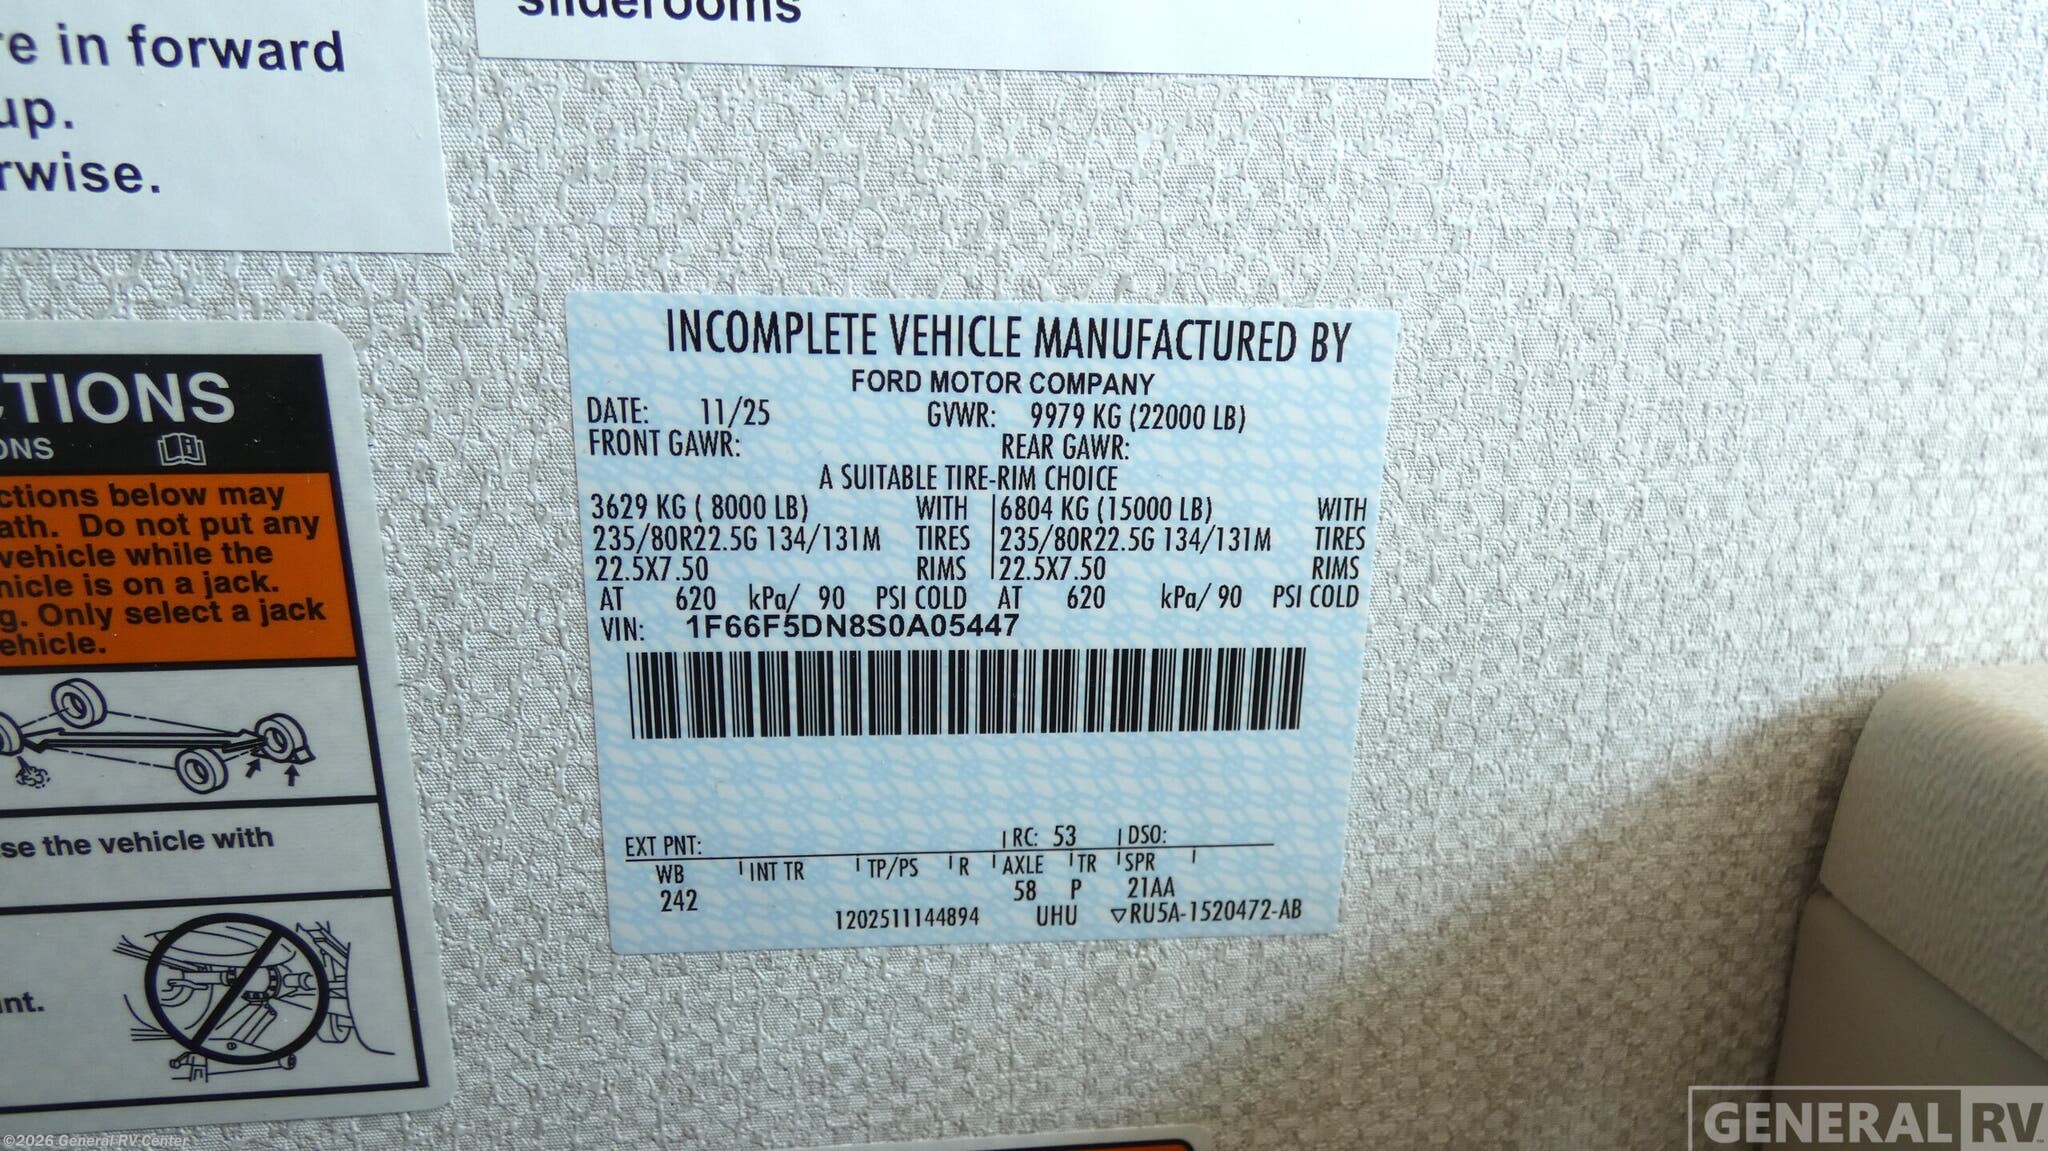 sliderooms
re in forward
up.
rwise.
CTIONS
ONS
ctions below may
ath. Do not put any
vehicle while the
hicle is on a jack.
g. Only select a jack
ehicle.
se the vehicle with
int.
INCOMPLETE VEHICLE MANUFACTURED BY
FORD MOTOR COMPANY
DATE: 11/25 GVWR: 9979 KG (22000 LB)
FRONT GAWR: REAR GAWR:
A SUITABLE TIRE-RIM CHOICE
3629 KG ( 8000 LB) WITH 6804 KG (15000 LB) WITH
235/80R22.5G 134/131M TIRES 235/80R22.5G 134/131M TIRES
22.5X7.50 RIMS 22.5X7.50 RIMS
AT 620 kPa/ 90 PSI COLD AT 620 kPa/ 90 PSI COLD
VIN: 1F66F5DN8S0A05447
EXT PNT: RC: 53 DSO:
WB INT TR TP/PS R AXLE TR SPR
242 58 P 21AA
1202511144894 UHU ▽RU5A-1520472-AB
©2026 General RV Center
GENERAL RV